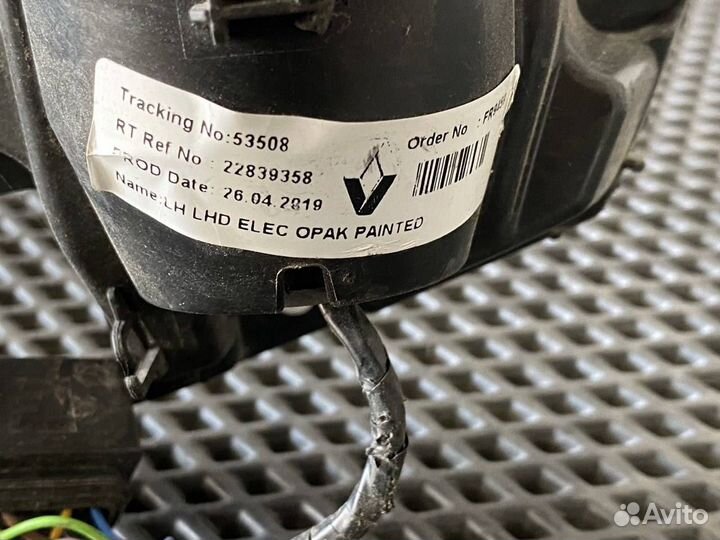 Tracking No:53508
RT Ref No : 22839358
PROD Date: 26.04.2819
Name:LH LHD ELEC OPAK PAINTED
Order No :
Avito